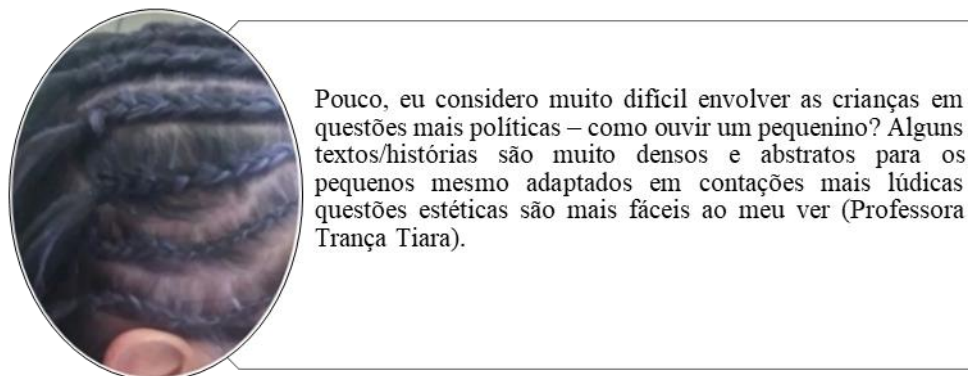 Pouco, eu considero muito difícil envolver as crianças em
questões mais políticas – como ouvir um pequenino? Alguns
textos/histórias são muito densos e abstratos para os
pequenos mesmo adaptados em contações mais lúdicas
questões estéticas são mais fáceis ao meu ver (Professora
Trança Tiara).